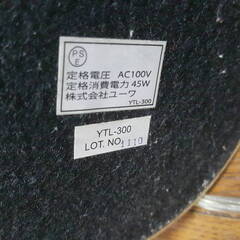 PS
E
定格電圧 AC100V
定格消費電力 45W
株式会社ユーワ
YTL-300
YTL-300
LOT. NO. 1110